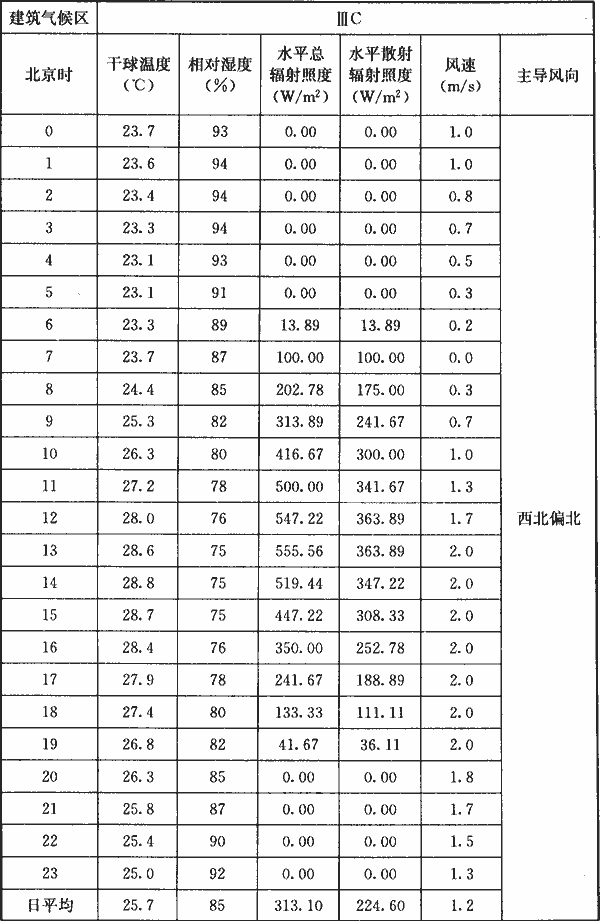 建筑气候区 ⅢC
北京时 干球温度(℃) 相对湿度(%) 水平总辐射照度(W/m²) 水平散射辐射照度(W/m²) 风速(m/s) 主导风向
0 23.7 93 0.00 0.00 1.0
1 23.6 94 0.00 0.00 1.0
2 23.4 94 0.00 0.00 0.8
3 23.3 94 0.00 0.00 0.7
4 23.1 93 0.00 0.00 0.5
5 23.1 91 0.00 0.00 0.3
6 23.3 89 13.89 13.89 0.2
7 23.7 87 100.00 100.00 0.0
8 24.4 85 202.78 175.00 0.3
9 25.3 82 313.89 241.67 0.7
10 26.3 80 416.67 300.00 1.0
11 27.2 78 500.00 341.67 1.3
12 28.0 76 547.22 363.89 1.7 西北偏北
13 28.6 75 555.56 363.89 2.0
14 28.8 75 519.44 347.22 2.0
15 28.7 75 447.22 308.33 2.0
16 28.4 76 350.00 252.78 2.0
17 27.9 78 241.67 188.89 2.0
18 27.4 80 133.33 111.11 2.0
19 26.8 82 41.67 36.11 2.0
20 26.3 85 0.00 0.00 1.8
21 25.8 87 0.00 0.00 1.7
22 25.4 90 0.00 0.00 1.5
23 25.0 92 0.00 0.00 1.3
日平均 25.7 85 313.10 224.60 1.2